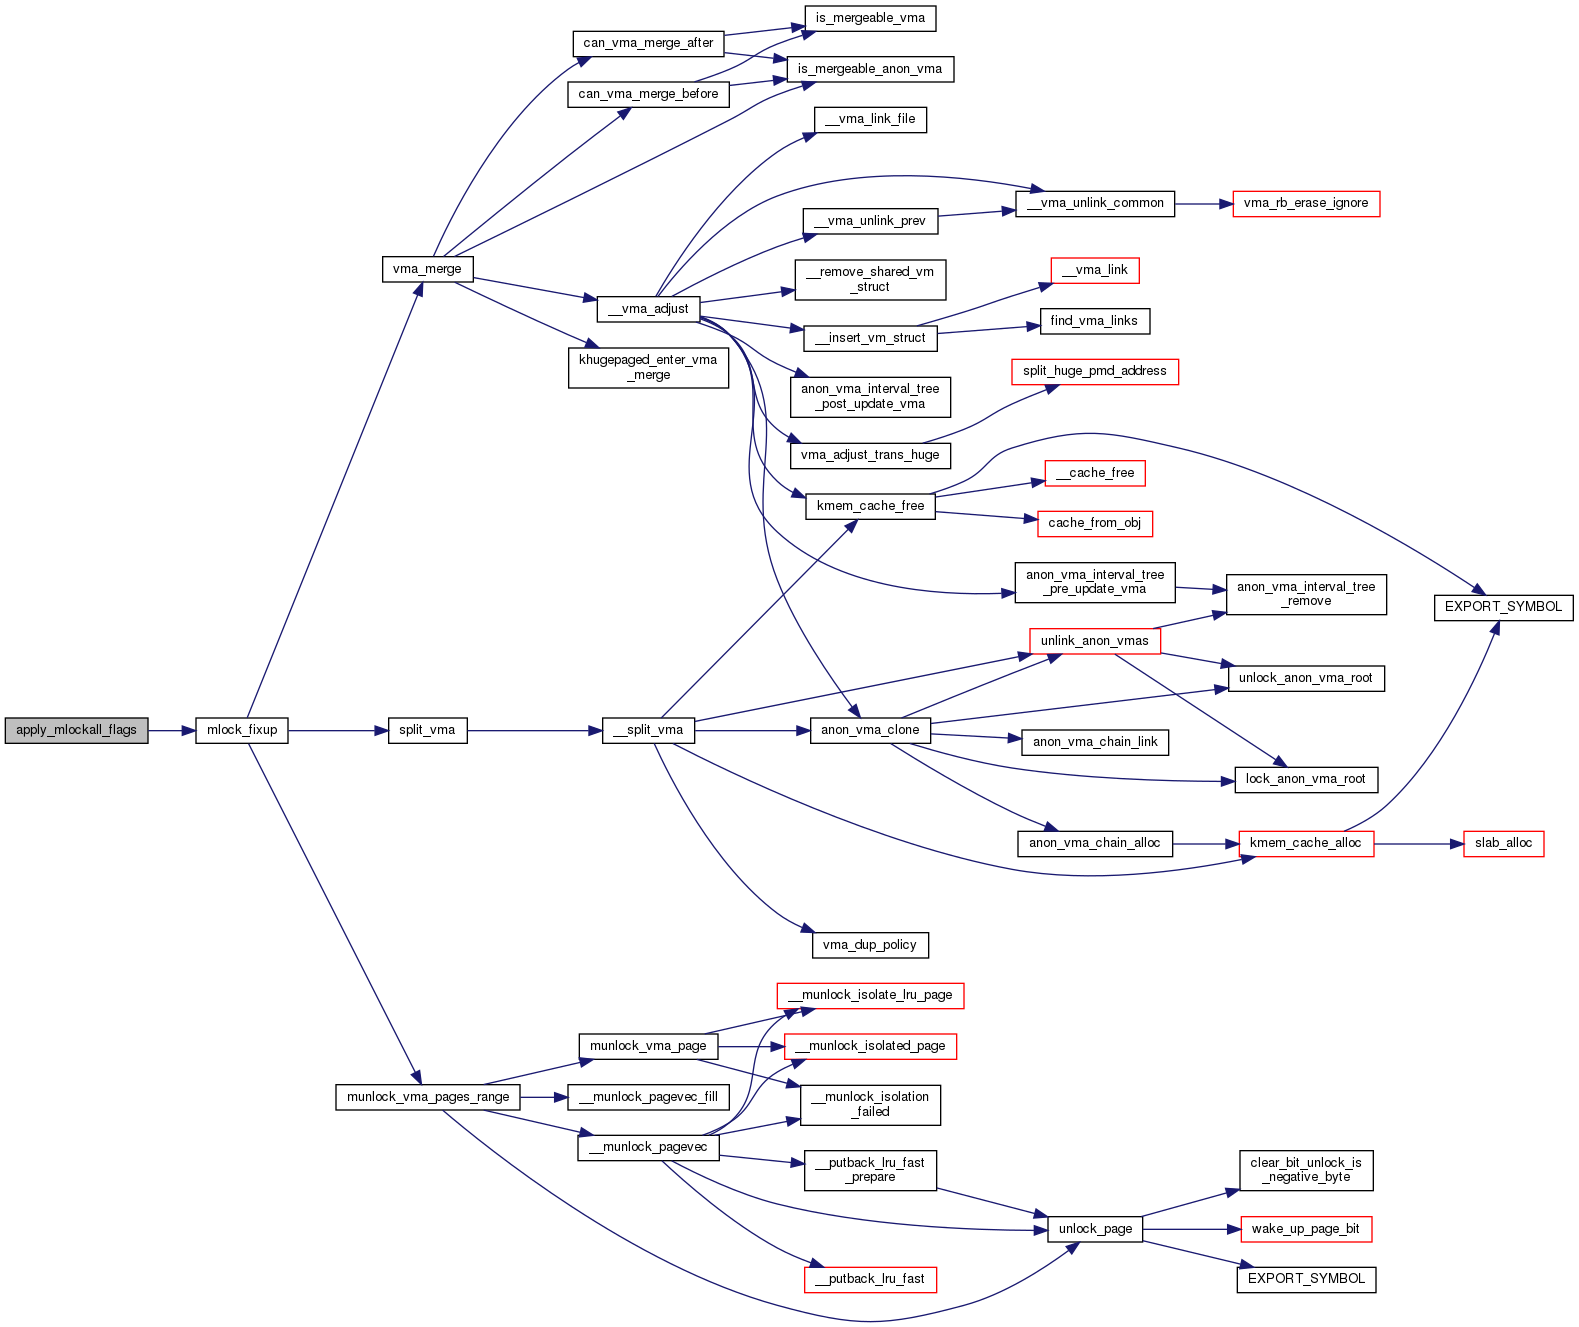 is_mergeable_vma
can_vma_merge_after
is_mergeable_anon_vma
can_vma_merge_before
__vma_link_file
__vma_unlink_common
vma_rb_erase_ignore
__vma_unlink_prev
vma_merge
__remove_shared_vm
_struct
__vma_link
__vma_adjust
find_vma_links
__insert_vm_struct
khugepaged_enter_vma
_merge
split_huge_pmd_address
anon_vma_interval_tree
_post_update_vma
vma_adjust_trans_huge
__cache_free
kmem_cache_free
cache_from_obj
anon_vma_interval_tree
_pre_update_vma
anon_vma_interval_tree
_remove
EXPORT_SYMBOL
unlink_anon_vmas
unlock_anon_vma_root
apply_mlockall_flags
mlock_fixup
split_vma
__split_vma
anon_vma_clone
anon_vma_chain_link
lock_anon_vma_root
anon_vma_chain_alloc
kmem_cache_alloc
slab_alloc
vma_dup_policy
__munlock_isolate_lru_page
munlock_vma_page
__munlock_isolated_page
munlock_vma_pages_range
__munlock_pagevec_fill
__munlock_isolation
_failed
__munlock_pagevec
__putback_lru_fast
_prepare
clear_bit_unlock_is
_negative_byte
unlock_page
wake_up_page_bit
__putback_lru_fast
EXPORT_SYMBOL